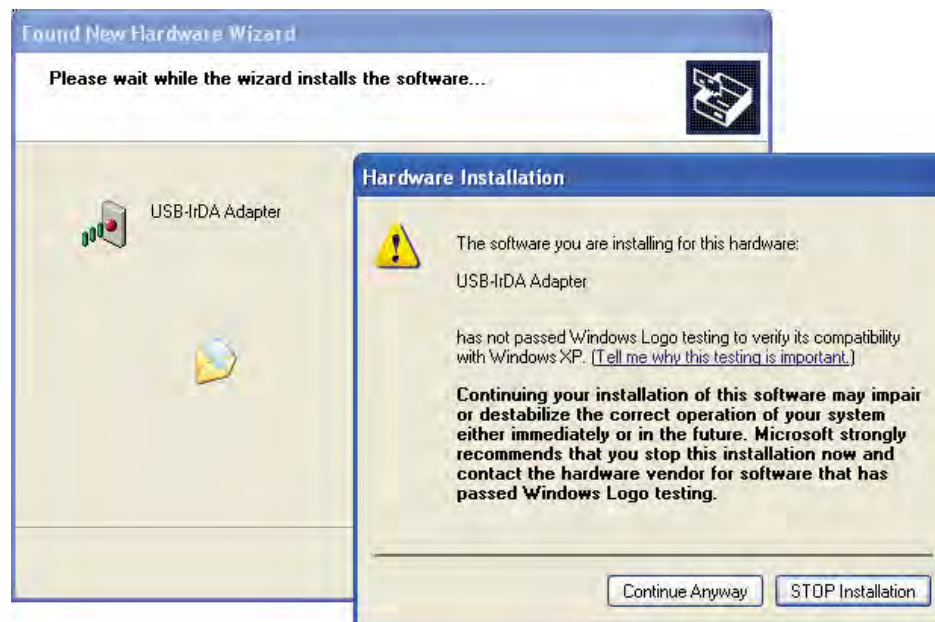 Found New Hardware Wizard
Please wait while the wizard installs the software...
USB-IrDA Adapter
Hardware Installation
The software you are installing for this hardware:
USB-IrDA Adapter
has not passed Windows Logo testing to verify its compatibility
with Windows XP. (Tell me why this testing is important.)
Continuing your installation of this software may impair
or destabilize the correct operation of your system
either immediately or in the future. Microsoft strongly
recommends that you stop this installation now and
contact the hardware vendor for software that has
passed Windows Logo testing.
Continue Anyway
STOP Installation